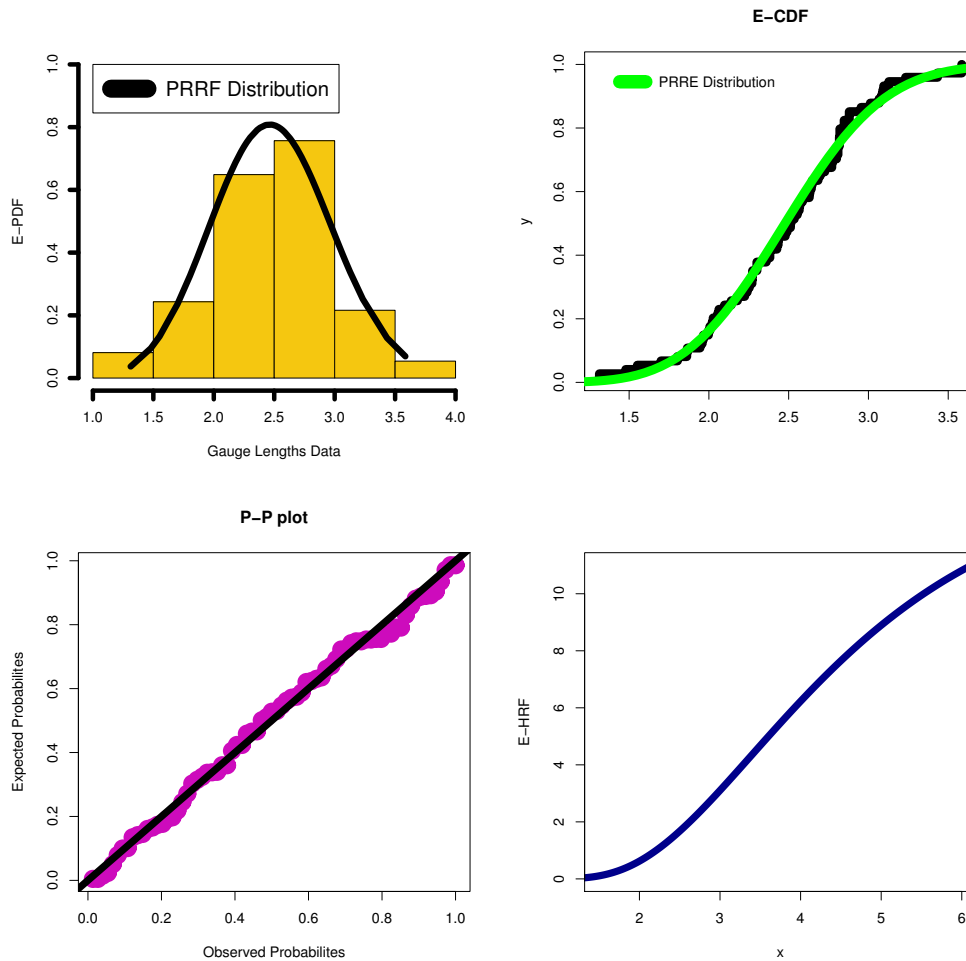 PRRF Distribution
E-PDF
0.0 0.2 0.4 0.6 0.8 1.0
1.0 1.5 2.0 2.5 3.0 3.5 4.0
Gauge Lengths Data
E-CDF
PRRE Distribution
y
0.0 0.2 0.4 0.6 0.8 1.0
1.5 2.0 2.5 3.0 3.5
P-P plot
Expected Probabilites
0.0 0.2 0.4 0.6 0.8 1.0
0.0 0.2 0.4 0.6 0.8 1.0
Observed Probabilites
E-HRF
0 2 4 6 8 10
2 3 4 5 6
x